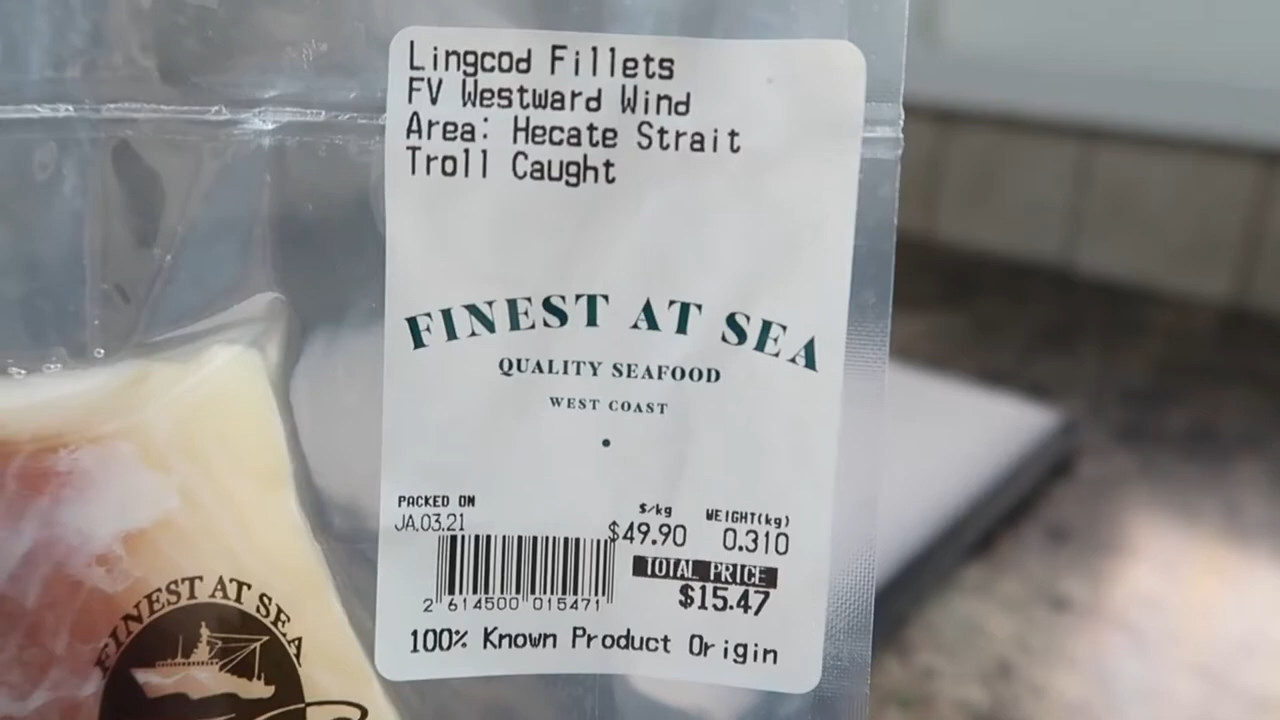 Lingcod Fillets
FV Westward Wind
Area: Hecate Strait
Troll Caught
FINEST AT SEA
QUALITY SEAFOOD
WEST COAST
PACKED ON
JA.03.21
$/kg
$49.90
WEIGHT(kg)
0.310
TOTAL PRICE
$15.47
2 614500 015471
100% Known Product Origin
FINEST AT SEA